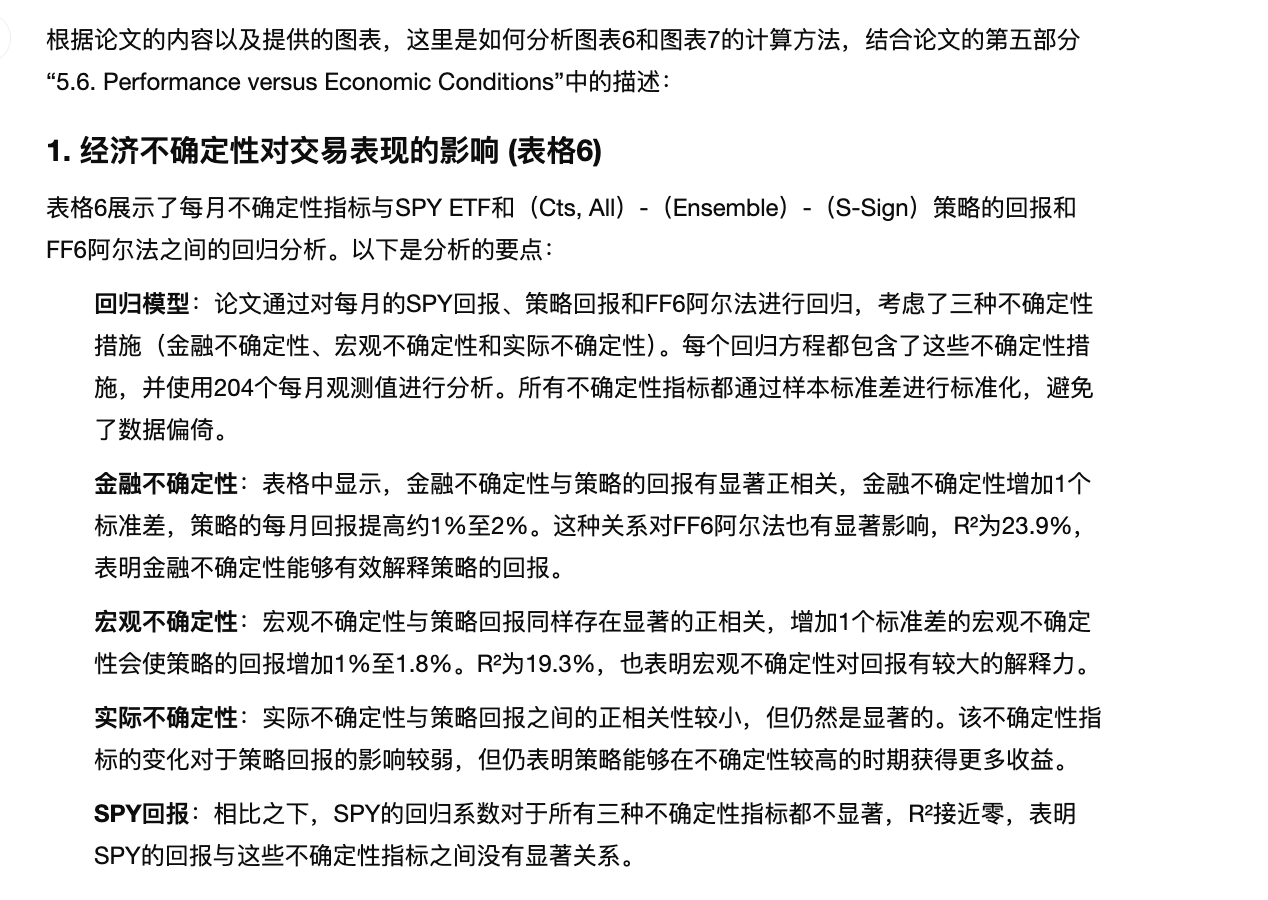 根据论文的内容以及提供的图表，这里是如何分析图表6和图表7的计算方法，结合论文的第五部分
“5.6. Performance versus Economic Conditions”中的描述：
1. 经济不确定性对交易表现的影响 (表格6)
表格6展示了每月不确定性指标与SPY ETF和（Cts, All）-（Ensemble）-（S-Sign）策略的回报和
FF6阿尔法之间的回归分析。以下是分析的要点：
回归模型：论文通过对每月的SPY回报、策略回报和FF6阿尔法进行回归，考虑了三种不确定性
措施（金融不确定性、宏观不确定性和实际不确定性）。每个回归方程都包含了这些不确定性措
施，并使用204个每月观测值进行分析。所有不确定性指标都通过样本标准差进行标准化，避免
了数据偏倚。
金融不确定性：表格中显示，金融不确定性与策略的回报有显著正相关，金融不确定性增加1个
标准差，策略的每月回报提高约1%至2%。这种关系对FF6阿尔法也有显著影响，R²为23.9%，
表明金融不确定性能够有效解释策略的回报。
宏观不确定性：宏观不确定性与策略回报同样存在显著的正相关，增加1个标准差的宏观不确定
性会使策略的回报增加1%至1.8%。R²为19.3%，也表明宏观不确定性对回报有较大的解释力。
实际不确定性：实际不确定性与策略回报之间的正相关性较小，但仍然是显著的。该不确定性指
标的变化对于策略回报的影响较弱，但仍表明策略能够在不确定性较高的时期获得更多收益。
SPY回报：相比之下，SPY的回归系数对于所有三种不确定性指标都不显著，R²接近零，表明
SPY的回报与这些不确定性指标之间没有显著关系。